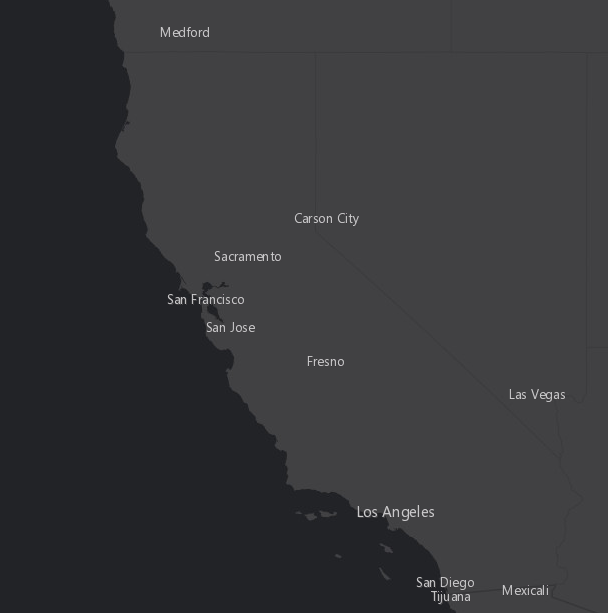 Medford
Carson City
Sacramento
San Francisco
San Jose
Fresno
Las Vegas
Los Angeles
San Diego
Tijuana
Mexicali